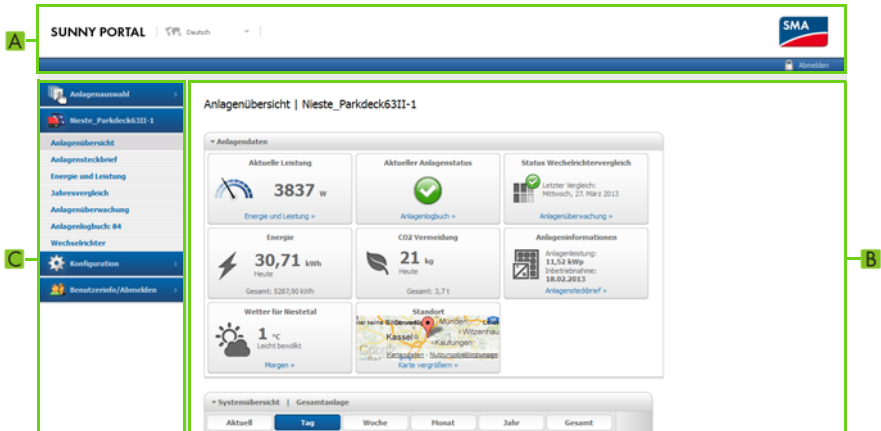 SUNNY PORTAL
Deutsch
SMA
A
Abmelden
Anlagenauswahl
Nieste_Parkdeck63II-1
Anlagenübersicht
Anlagensteckbrief
Energie und Leistung
Jahresvergleich
Anlagenüberwachung
Anlagenlogbuch: 84
Wechselrichter
C
Konfiguration
Benutzerinfo/Abmelden
Anlagenübersicht | Nieste_Parkdeck63II-1
Anlagendaten
Aktuelle Leistung
3837 W
Energie und Leistung »
Aktueller Anlagenstatus
Anlagenlogbuch »
Status Wechselrichtervergleich
Letzter Vergleich:
Mittwoch, 27. März 2013
Anlagenüberwachung »
Energie
30,71 kWh
Heute
Gesamt: 5287,90 kWh
CO2 Vermeidung
21 kg
Heute
Gesamt: 3,7 t
Anlageninformationen
Anlagenleistung:
11,52 kWp
Inbetriebnahme:
18.02.2013
Anlagensteckbrief »
B
Wetter für Niestetal
1 °C
Leicht bewölkt
Morgen »
Standort
Münden
Witzenhau
Kassel
Kaufungen
Google
Kartendaten - Nutzungsbedingungen
Karte vergrößern »
Systemübersicht | Gesamtanlage
Aktuell Tag Woche Monat Jahr Gesamt